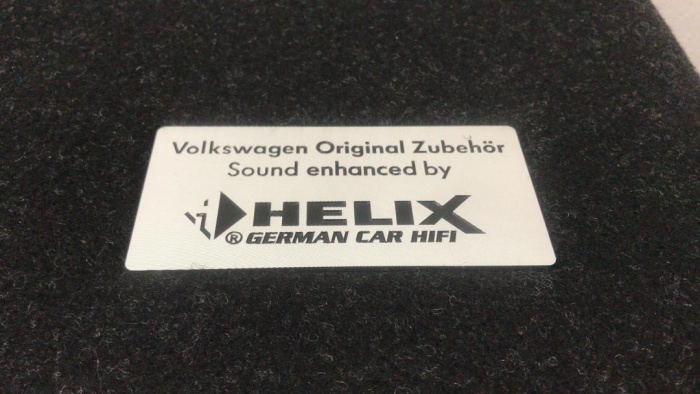 Volkswagen Original Zubehör
Sound enhanced by
HELIX
® GERMAN CAR HIFI